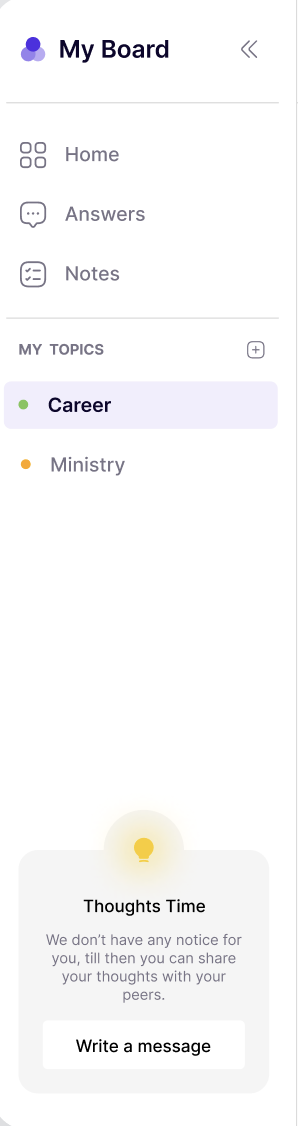 My Board
Home
Answers
Notes
MY TOPICS
Career
Ministry
Thoughts Time
We don’t have any notice for
you, till then you can share
your thoughts with your
peers.
Write a message